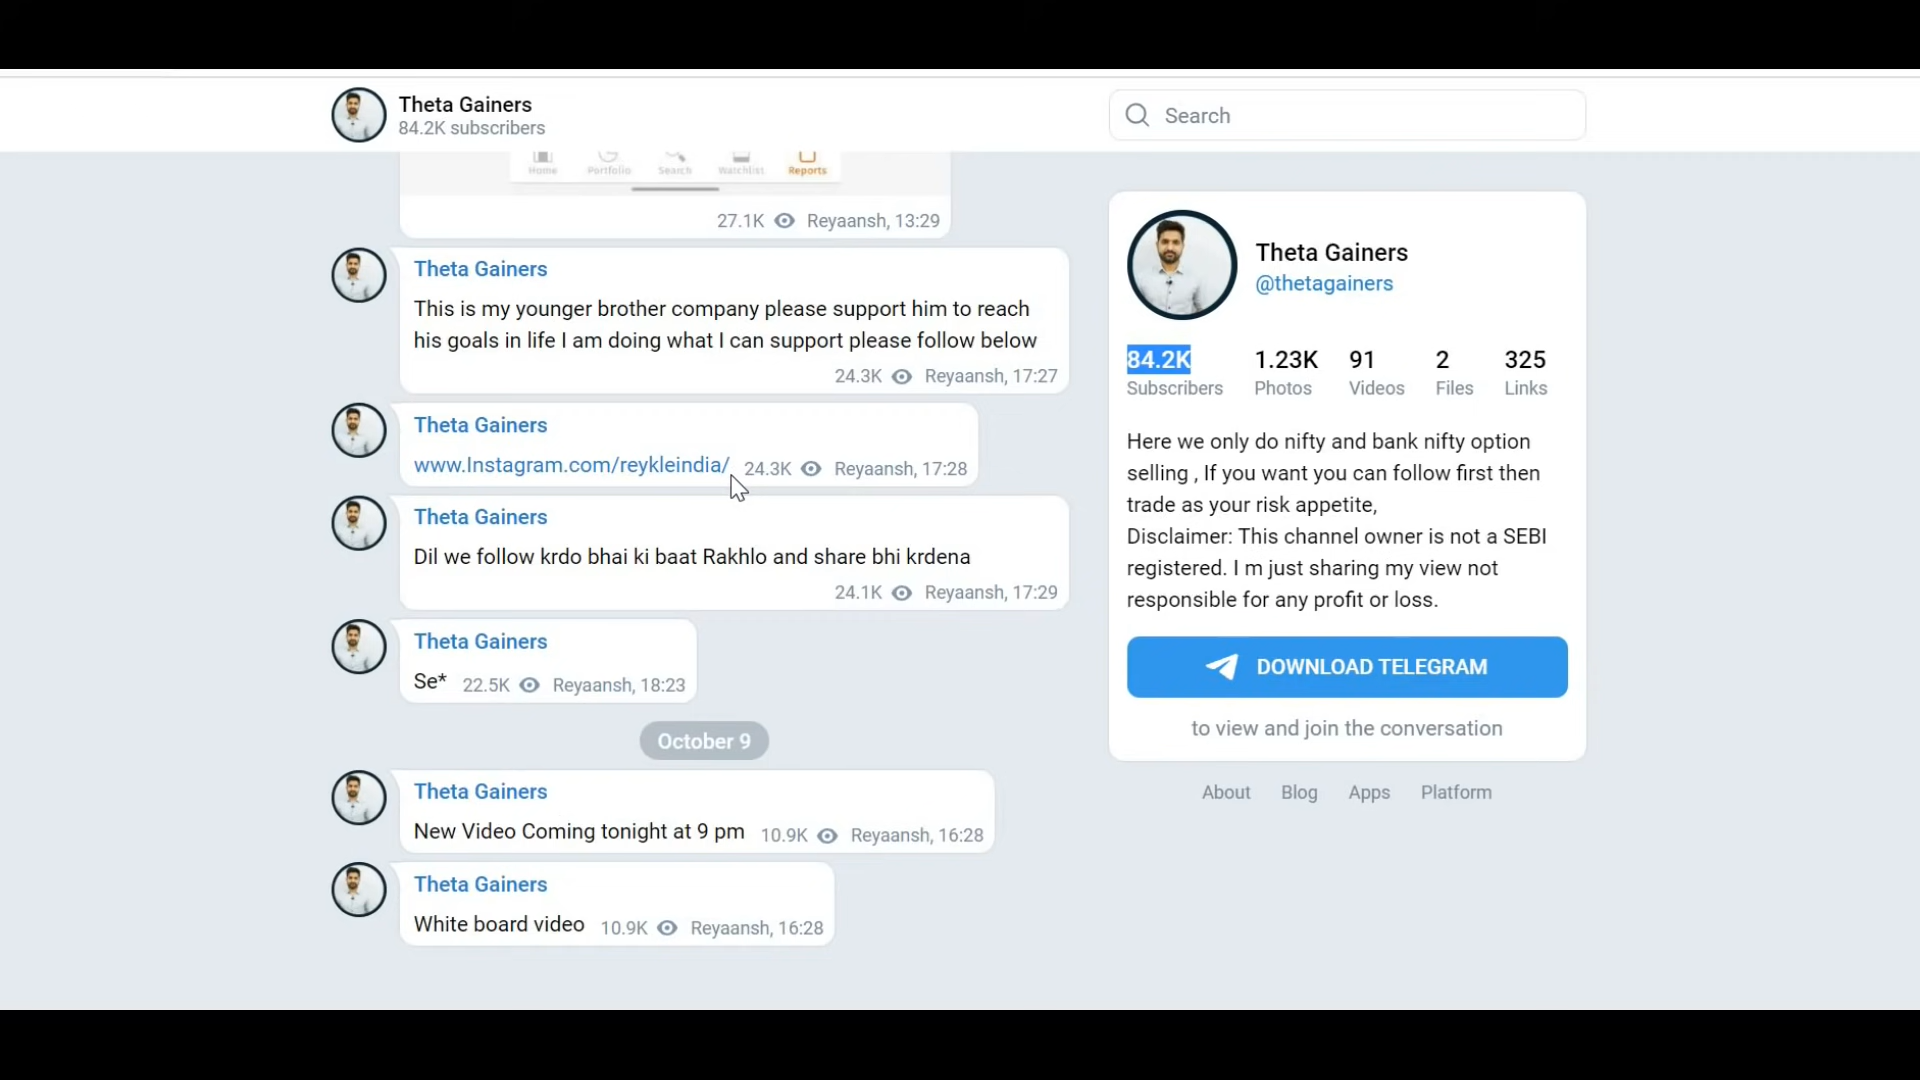 Theta Gainers
84.2K subscribers
Search
Home Portfolio Search Watchlist Reports
27.1K Reyaansh, 13:29
Theta Gainers
This is my younger brother company please support him to reach
his goals in life I am doing what I can support please follow below
24.3K Reyaansh, 17:27
Theta Gainers
www.Instagram.com/reykleindia/ 24.3K Reyaansh, 17:28
Theta Gainers
Dil we follow krdo bhai ki baat Rakhlo and share bhi krdena
24.1K Reyaansh, 17:29
Theta Gainers
Se* 22.5K Reyaansh, 18:23
October 9
Theta Gainers
New Video Coming tonight at 9 pm 10.9K Reyaansh, 16:28
Theta Gainers
White board video 10.9K Reyaansh, 16:28
Theta Gainers
@thetagainers
84.2K 1.23K 91 2 325
Subscribers Photos Videos Files Links
Here we only do nifty and bank nifty option
selling , If you want you can follow first then
trade as your risk appetite,
Disclaimer: This channel owner is not a SEBI
registered. I m just sharing my view not
responsible for any profit or loss.
DOWNLOAD TELEGRAM
to view and join the conversation
About Blog Apps Platform